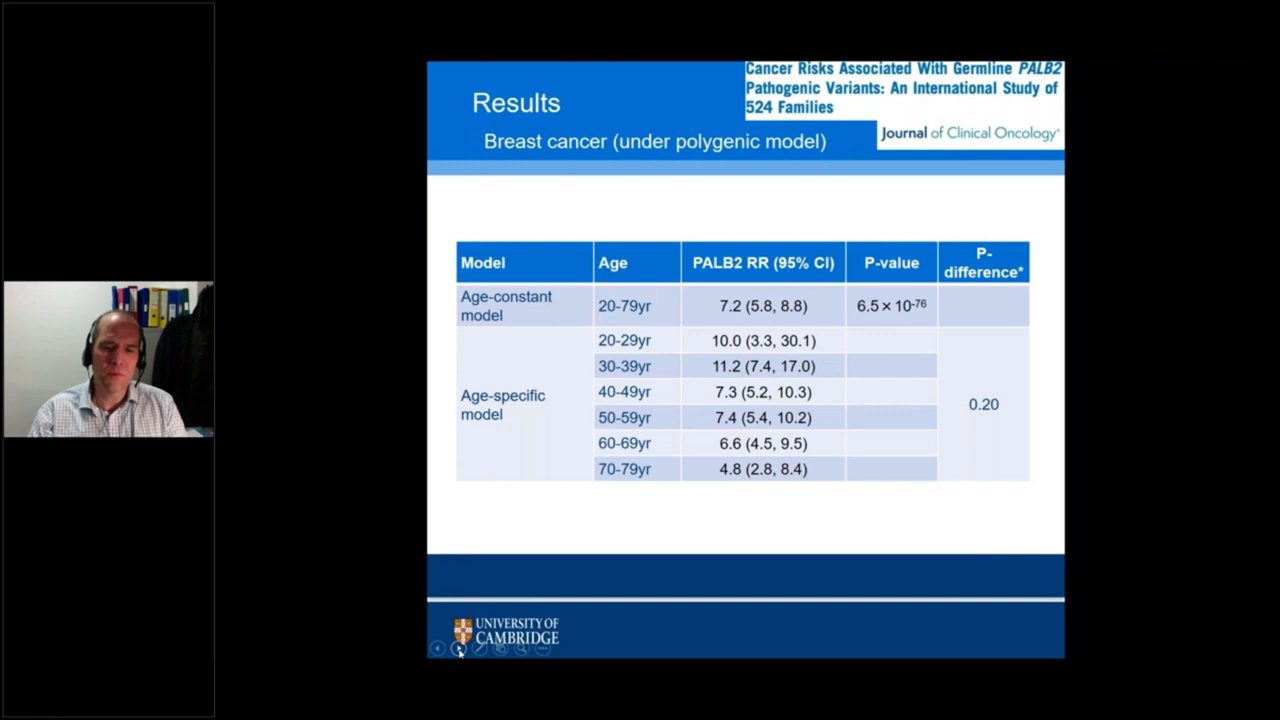 Cancer Risks Associated With Germline PALB2
Pathogenic Variants: An International Study of
524 Families
Journal of Clinical Oncology®
Results
Breast cancer (under polygenic model)
Model Age PALB2 RR (95% CI) P-value P-difference*
Age-constant model 20-79yr 7.2 (5.8, 8.8) 6.5×10-76
Age-specific model 20-29yr 10.0 (3.3, 30.1) 0.20
30-39yr 11.2 (7.4, 17.0)
40-49yr 7.3 (5.2, 10.3)
50-59yr 7.4 (5.4, 10.2)
60-69yr 6.6 (4.5, 9.5)
70-79yr 4.8 (2.8, 8.4)
UNIVERSITY OF
CAMBRIDGE